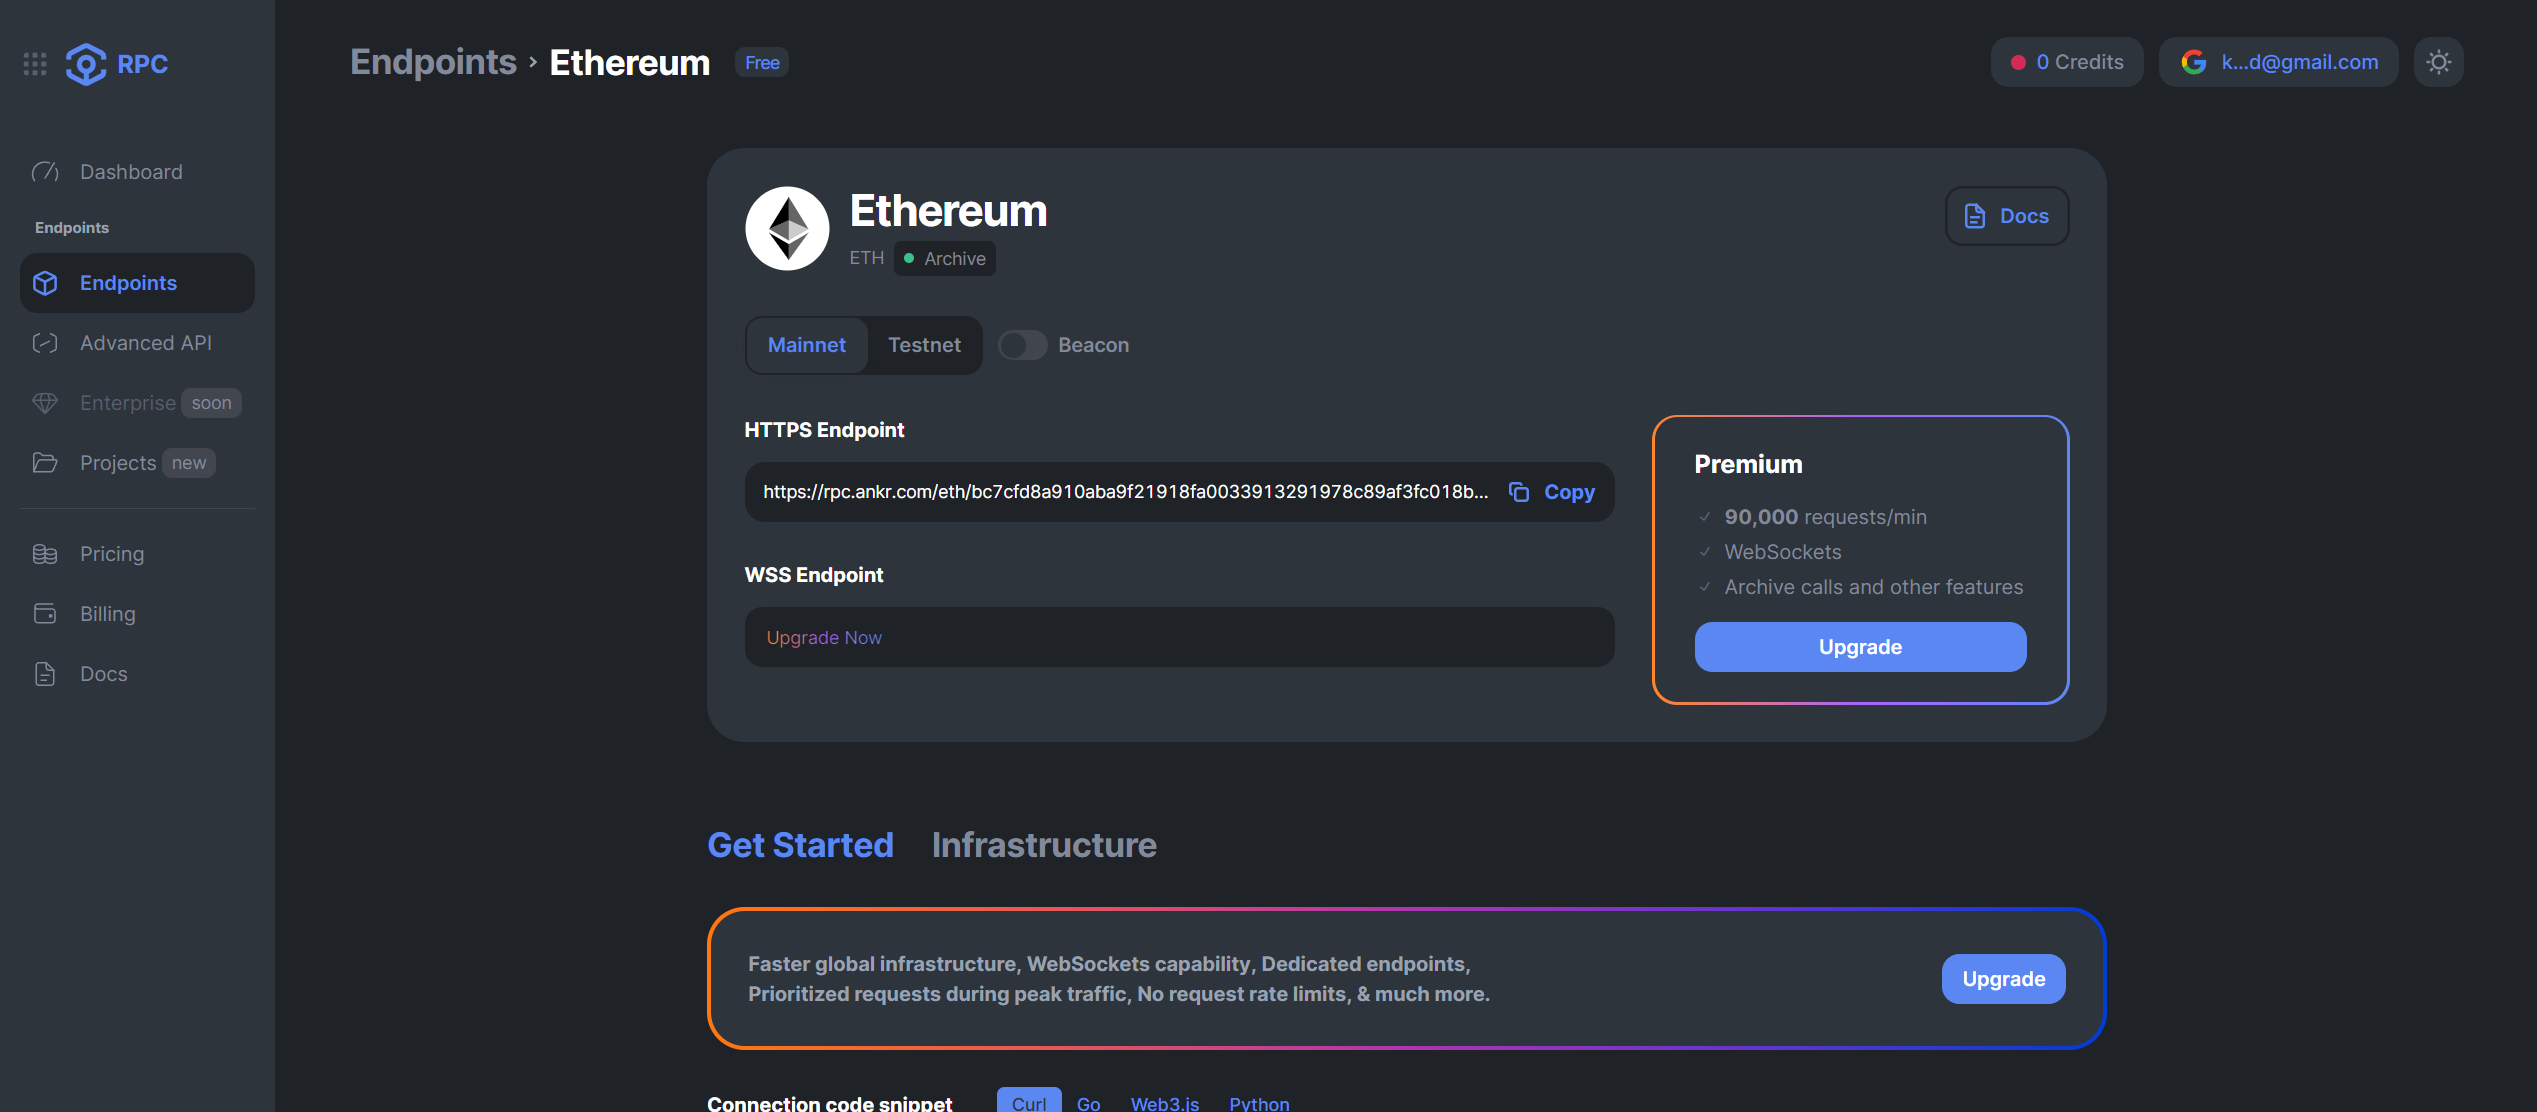 RPC
Endpoints › Ethereum Free
0 Credits
k...d@gmail.com
Dashboard
Endpoints
Endpoints
Advanced API
Enterprise soon
Projects new
Pricing
Billing
Docs
Ethereum
ETH Archive
Docs
Mainnet Testnet Beacon
HTTPS Endpoint
https://rpc.ankr.com/eth/bc7cfd8a910aba9f21918fa0033913291978c89af3fc018b... Copy
WSS Endpoint
Upgrade Now
Premium
90,000 requests/min
WebSockets
Archive calls and other features
Upgrade
Get Started Infrastructure
Faster global infrastructure, WebSockets capability, Dedicated endpoints,
Prioritized requests during peak traffic, No request rate limits, & much more.
Upgrade
Connection code snippet Curl Go Web3.js Python